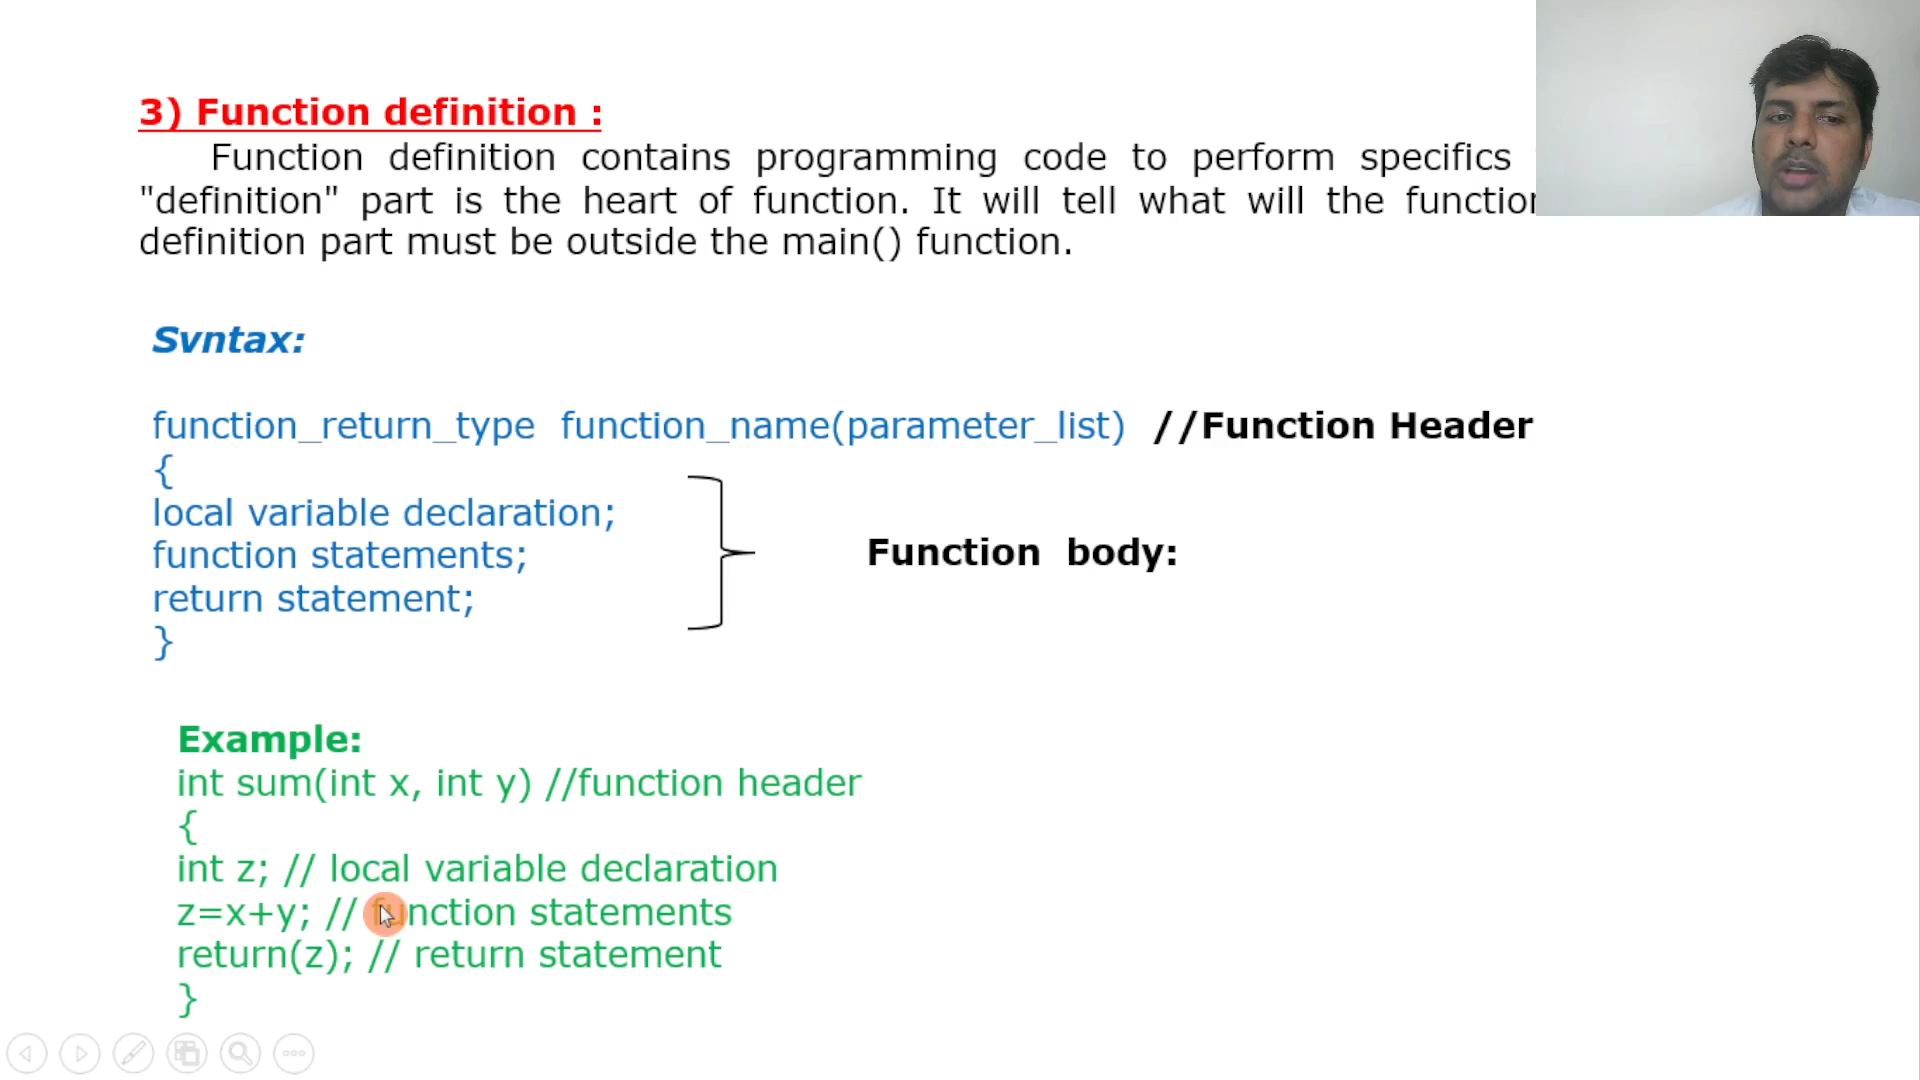 3) Function definition :
Function definition contains programming code to perform specifics
"definition" part is the heart of function. It will tell what will the function
definition part must be outside the main() function.
Svntax:
function_return_type function_name(parameter_list) //Function Header
{
local variable declaration;
function statements;
return statement;
}
Function body:
Example:
int sum(int x, int y) //function header
{
int z; // local variable declaration
z=x+y; // function statements
return(z); // return statement
}